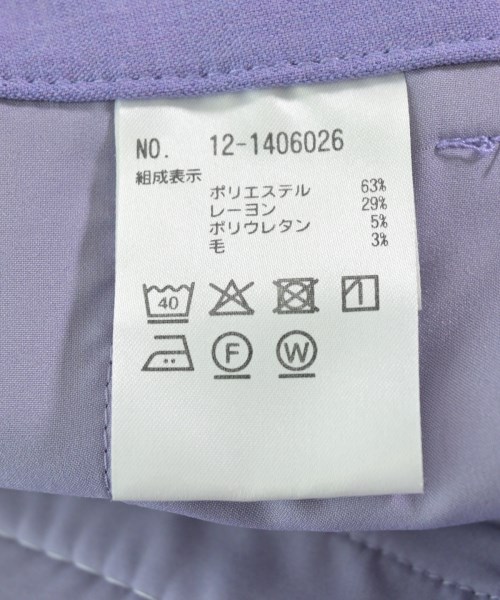 NO. 12-1406026
組成表示
ポリエステル 63%
レーヨン 29%
ポリウレタン 5%
毛 3%
40
F W